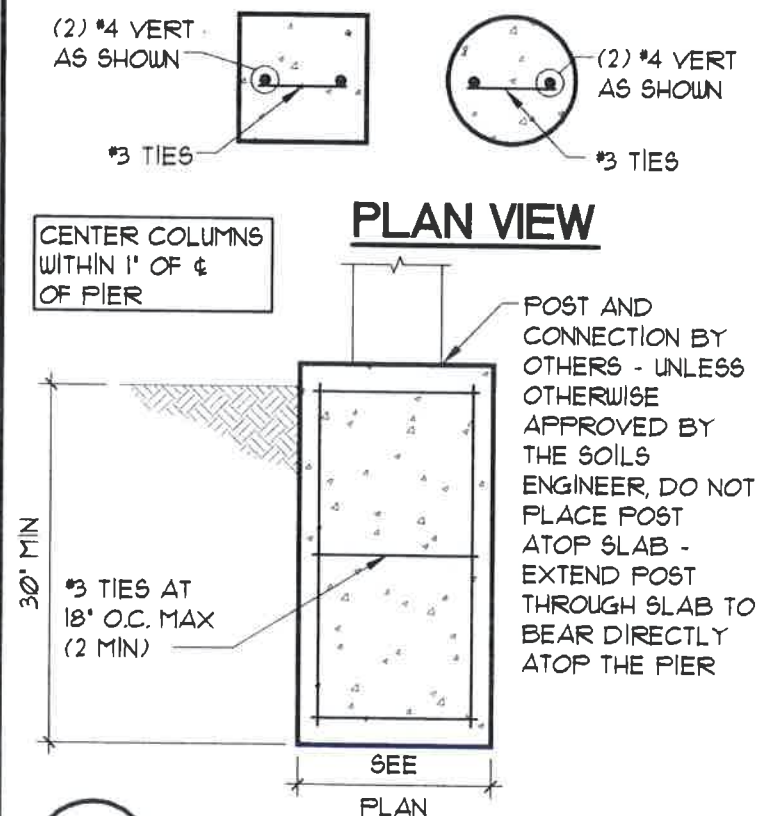 (2) #4 VERT
AS SHOWN
#3 TIES
(2) #4 VERT
AS SHOWN
#3 TIES
PLAN VIEW
CENTER COLUMNS
WITHIN 1" OF ℄
OF PIER
POST AND
CONNECTION BY
OTHERS - UNLESS
OTHERWISE
APPROVED BY
THE SOILS
ENGINEER, DO NOT
PLACE POST
ATOP SLAB -
EXTEND POST
THROUGH SLAB TO
BEAR DIRECTLY
ATOP THE PIER
30" MIN
#3 TIES AT
18" O.C. MAX
(2 MIN)
SEE
PLAN